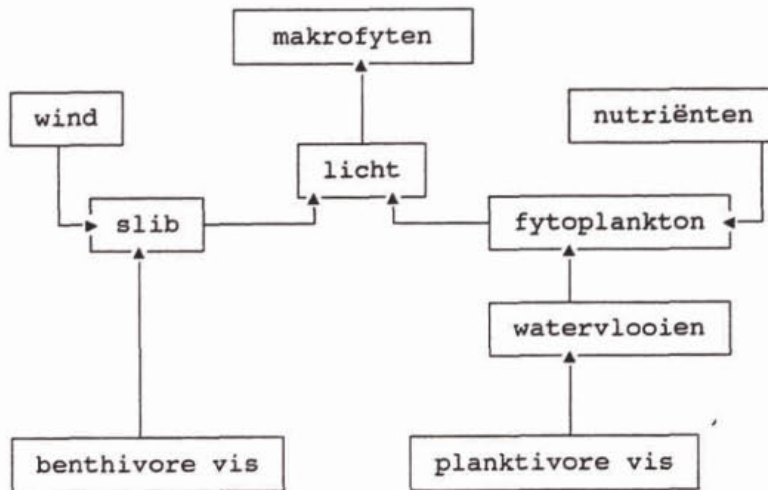 makrofyten
wind
nutriënten
licht
slib
fytoplankton
watervlooien
benthivore vis
planktivore vis